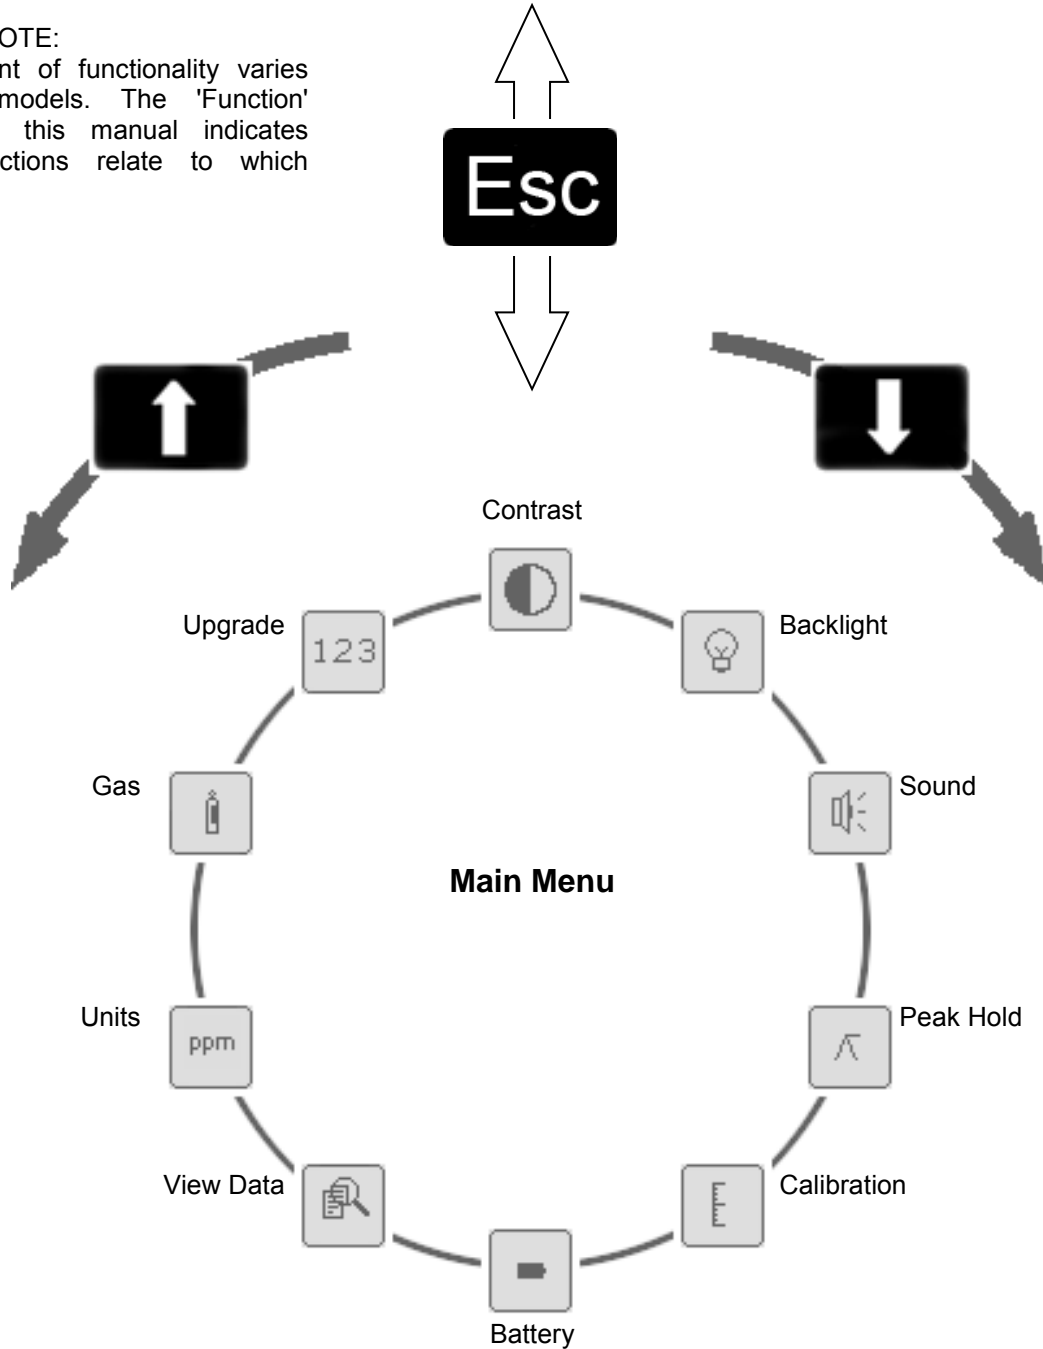 OTE:
nt of functionality varies
models. The 'Function'
this manual indicates
ctions relate to which
Esc
Contrast
Upgrade
123
Backlight
Gas
Sound
Main Menu
Units
ppm
Peak Hold
View Data
Calibration
Battery